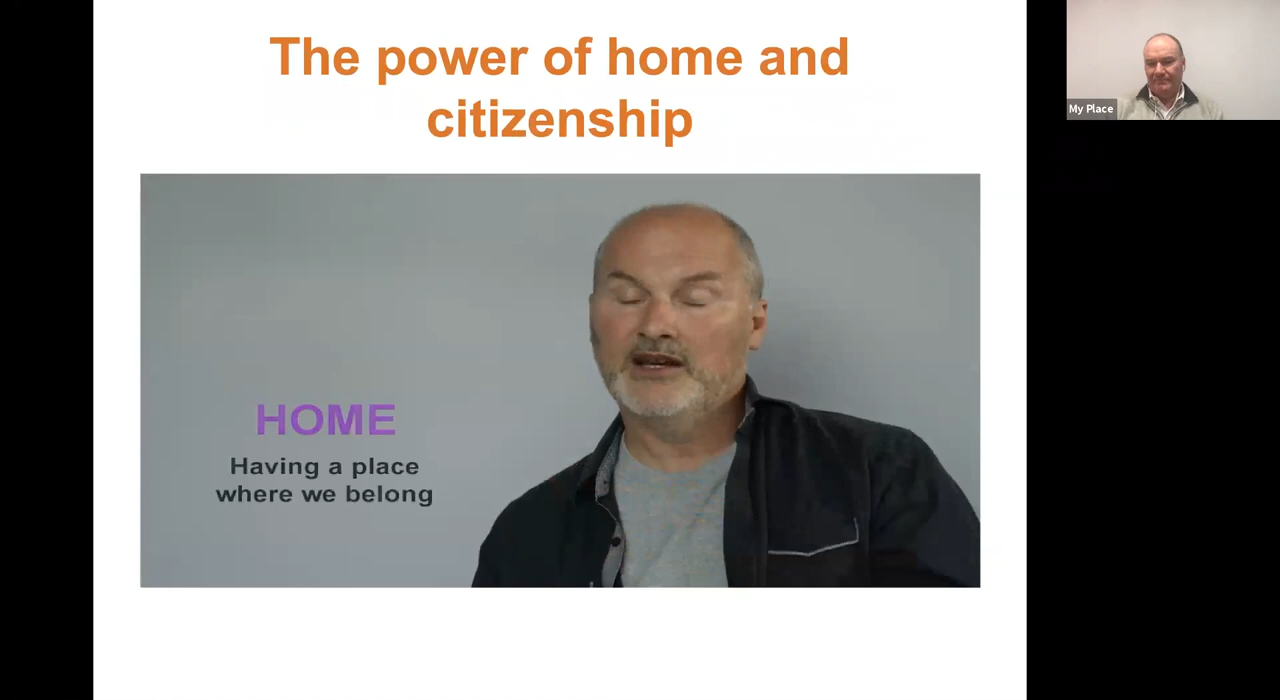 The power of home and
citizenship
My Place
HOME
Having a place
where we belong